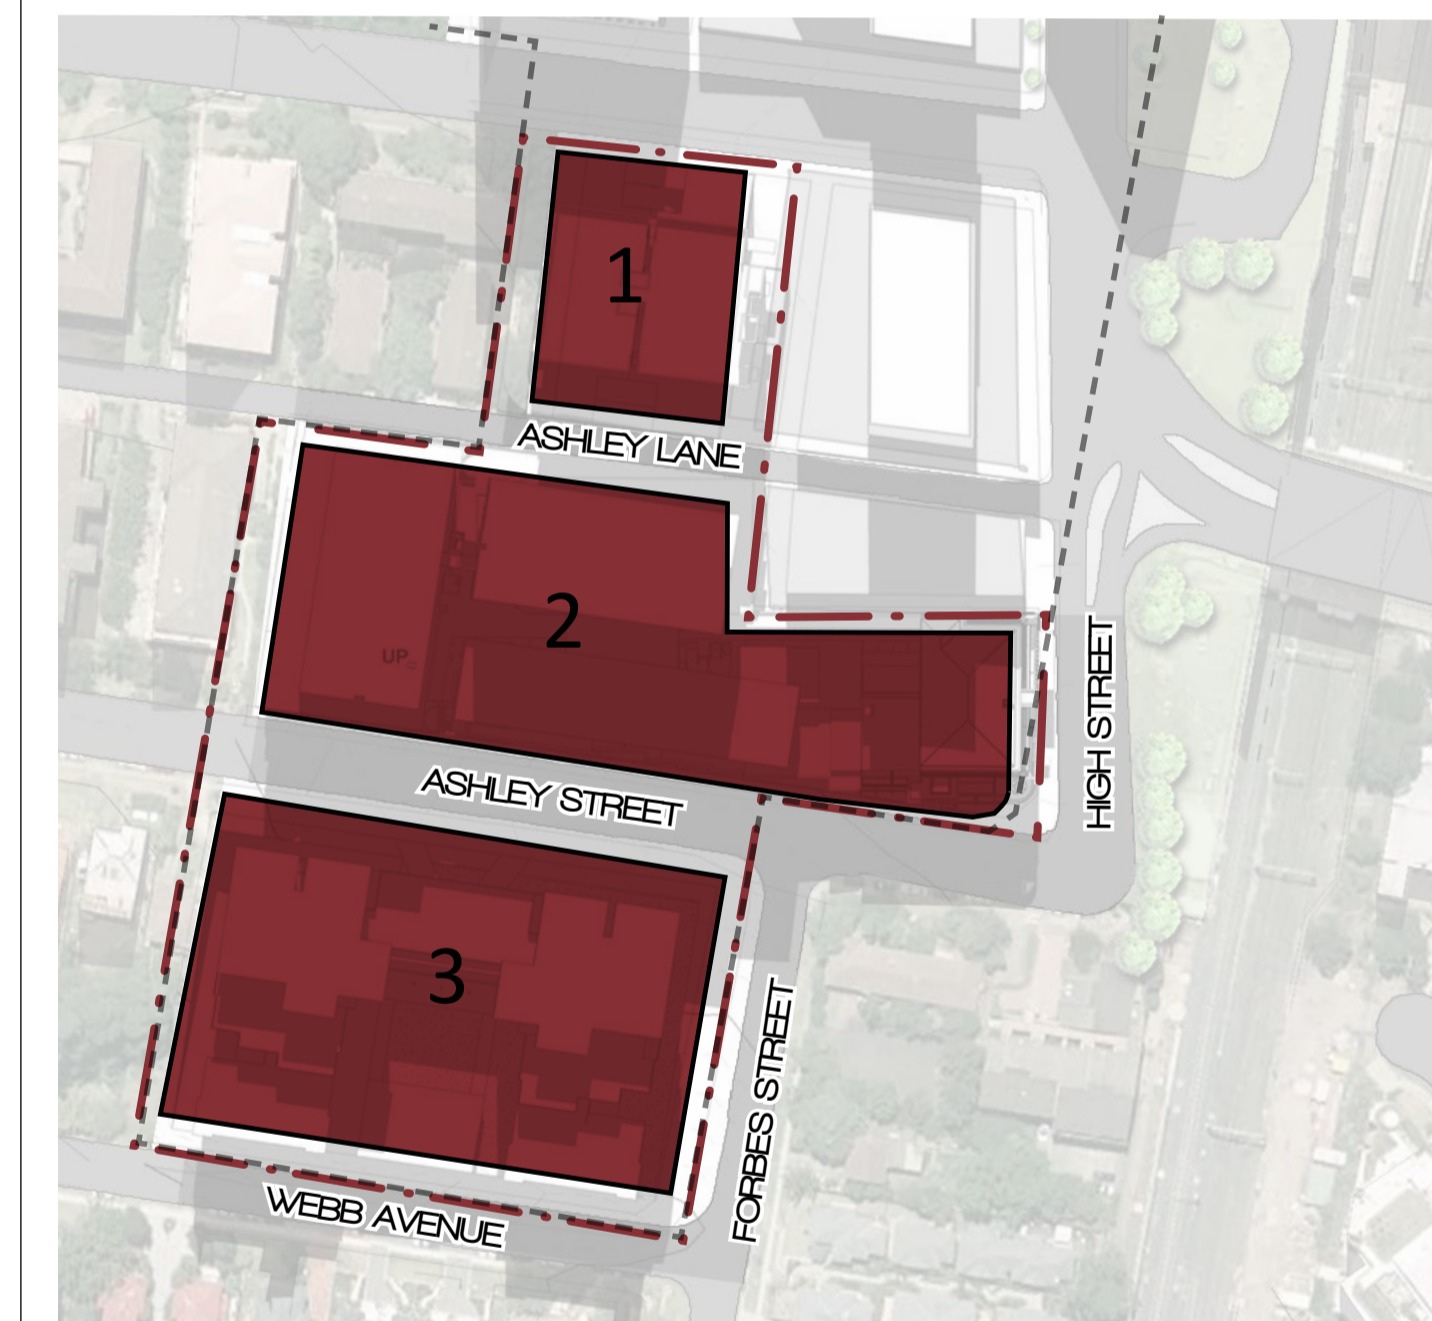 1
ASHLEY LANE
2
UP
HIGH STREET
ASHLEY STREET
3
FORBES STREET
WEBB AVENUE